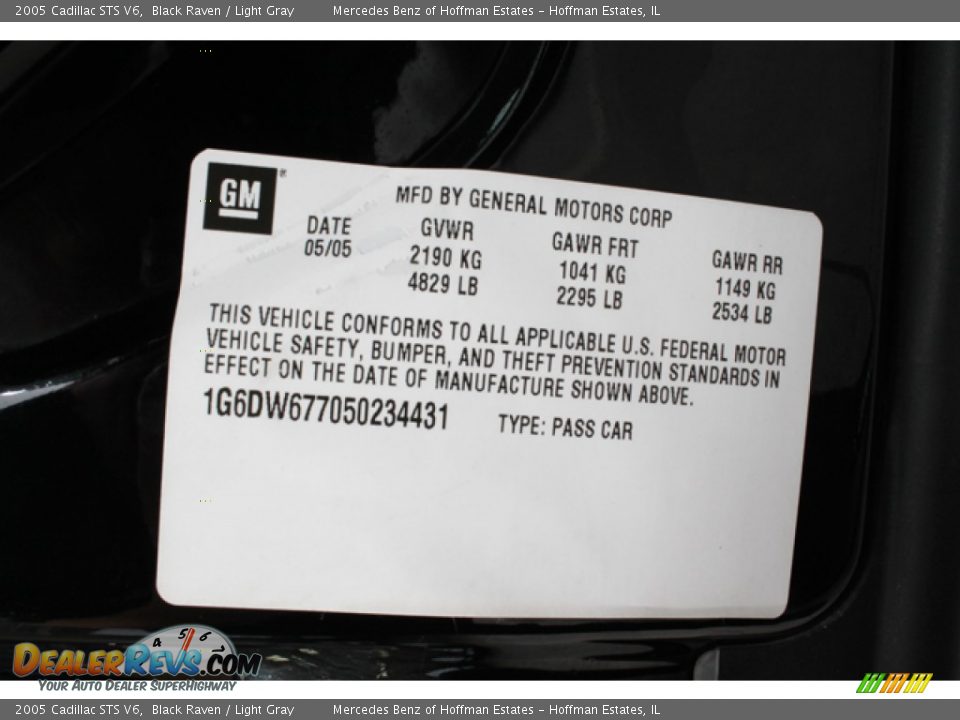 2005 Cadillac STS V6,  Black Raven / Light Gray    Mercedes Benz of Hoffman Estates - Hoffman Estates, IL
GM®
MFD BY GENERAL MOTORS CORP
DATE GVWR GAWR FRT GAWR RR
05/05 2190 KG 1041 KG 1149 KG
4829 LB 2295 LB 2534 LB
THIS VEHICLE CONFORMS TO ALL APPLICABLE U.S. FEDERAL MOTOR
VEHICLE SAFETY, BUMPER, AND THEFT PREVENTION STANDARDS IN
EFFECT ON THE DATE OF MANUFACTURE SHOWN ABOVE.
1G6DW677050234431 TYPE: PASS CAR
4 5 6
DealerRevs.com
Your Auto Dealer SuperHighway
2005 Cadillac STS V6,  Black Raven / Light Gray    Mercedes Benz of Hoffman Estates - Hoffman Estates, IL